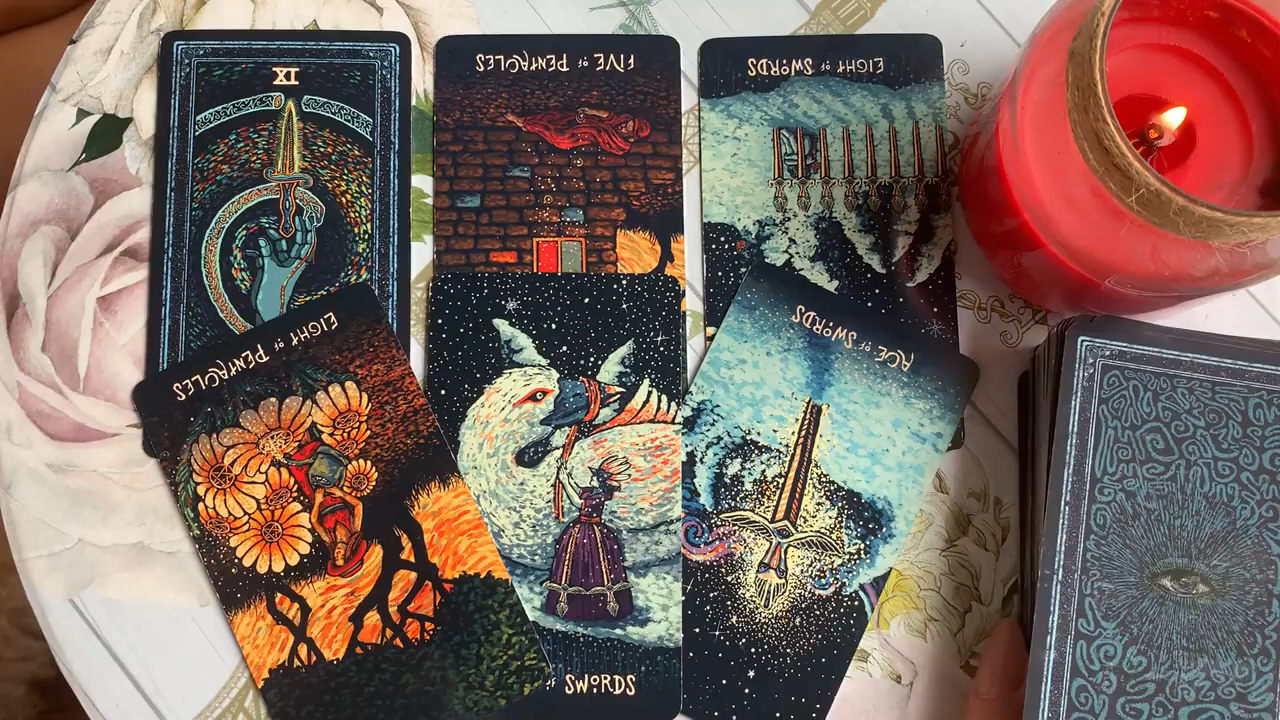 XI
FIVE OF PENTACLES
EIGHT OF SWORDS
EIGHT OF PENTACLES
ACE OF SWORDS
SWORDS